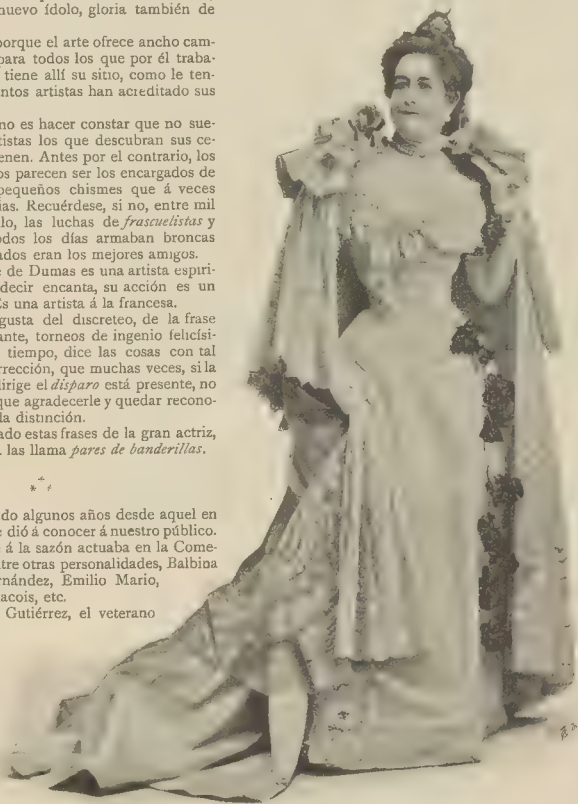 nuevo ídolo, gloria también de
porque el arte ofrece ancho cam-
para todos los que por él traba-
tiene allí su sitio, como le ten-
ntos artistas han acreditado sus
no es hacer constar que no sue-
tistas los que descubran sus ce-
enen. Antes por el contrario, los
os parecen ser los encargados de
pequeños chismes que á veces
ias. Recuérdese, si no, entre mil
lo, las luchas de frascuelistas y
odos los días armaban broncas
ados eran los mejores amigos.
e de Dumas es una artista espiri-
decir encanta, su acción es un
Es una artista á la francesa.
gusta del discreteo, de la frase
ante, torneos de ingenio felicísi-
tiempo, dice las cosas con tal
rrección, que muchas veces, si la
dirige el disparo está presente, no
que agradecerle y quedar recono-
la distinción.
ado estas frases de la gran actriz,
. las llama pares de banderillas.
do algunos años desde aquel en
e dió á conocer á nuestro público.
e á la sazón actuaba en la Come-
ntre otras personalidades, Balbina
rnández, Emilio Mario,
acois, etc.
Gutiérrez, el veterano